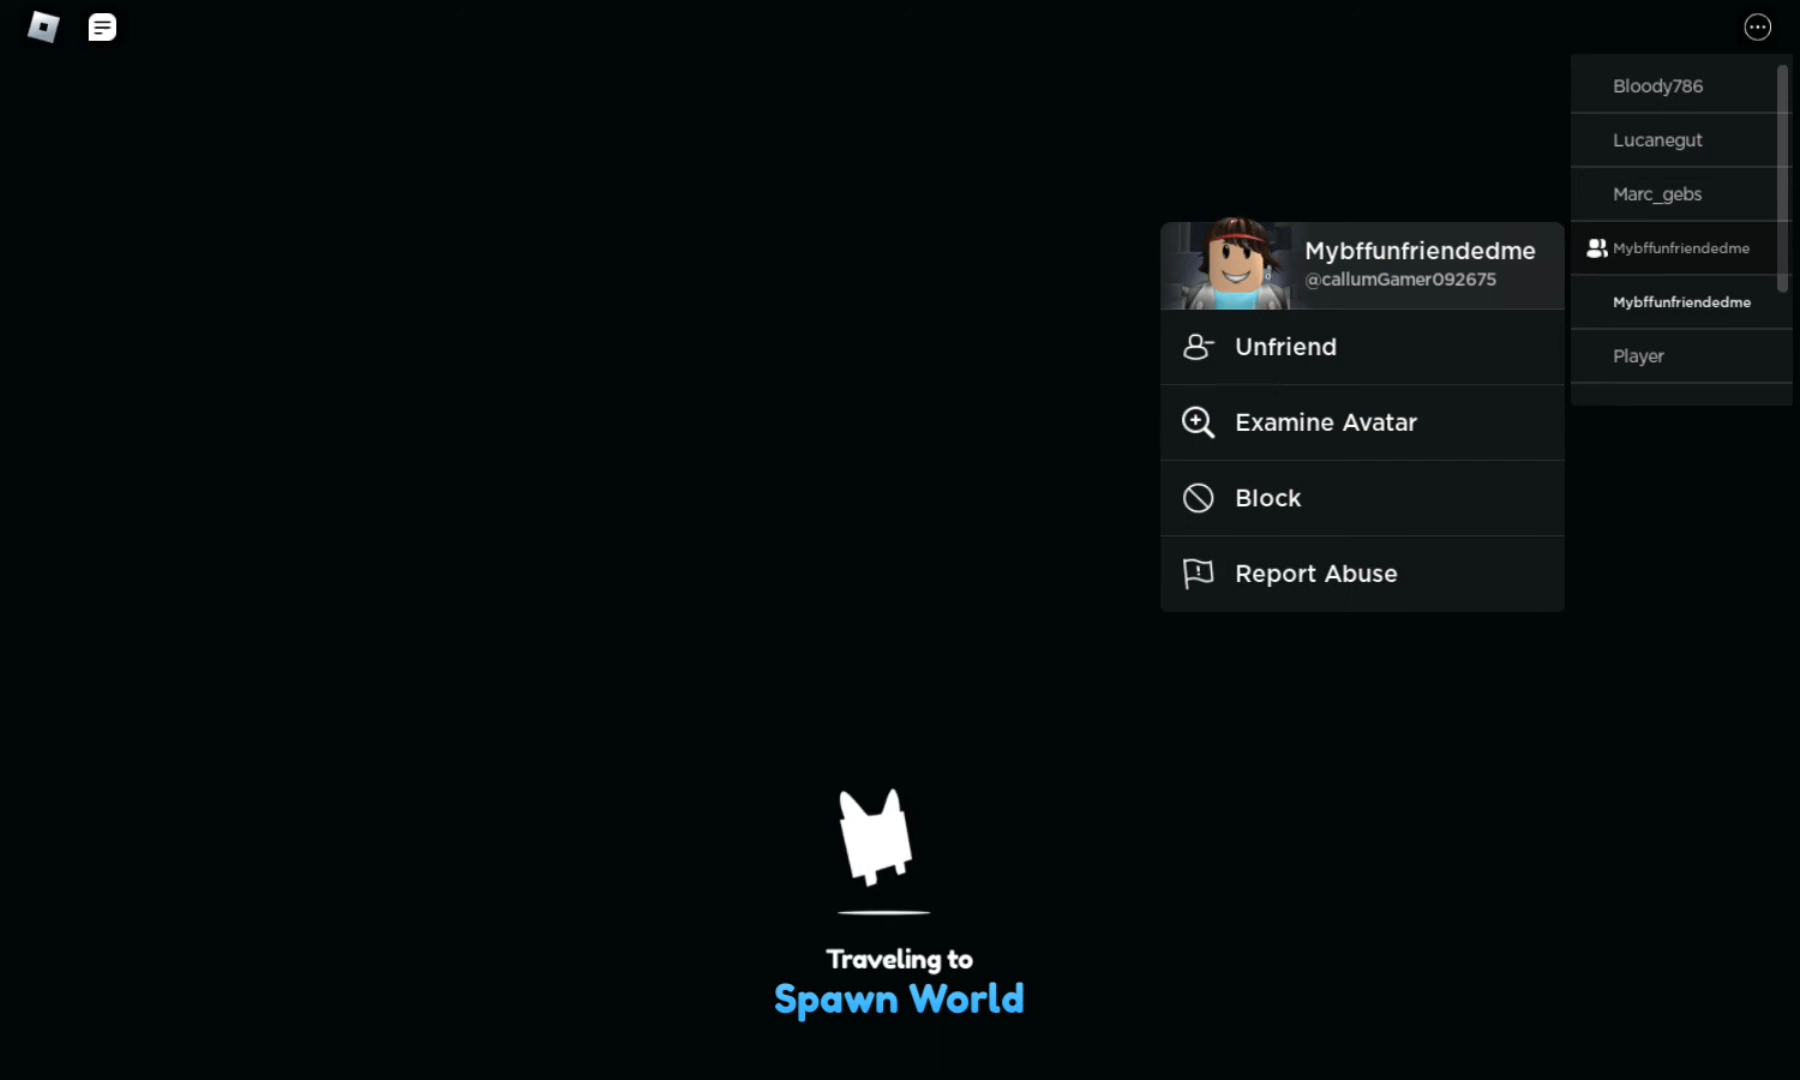 Bloody786
Lucanegut
Marc_gebs
Mybffunfriendedme
Mybffunfriendedme
Player
Mybffunfriendedme
@callumGamer092675
Unfriend
Examine Avatar
Block
Report Abuse
Traveling to
Spawn World